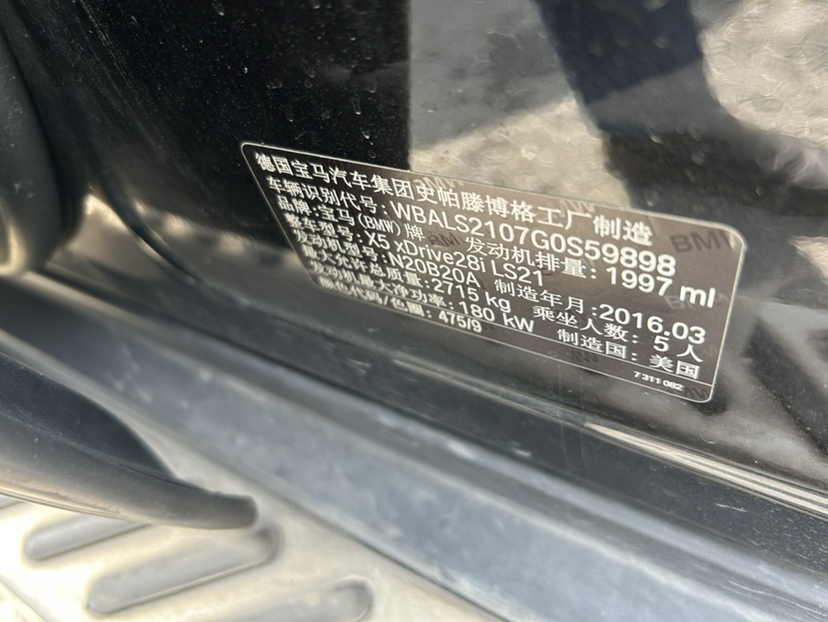 德国宝马汽车集团史帕滕博格工厂制造
车辆识别代号: WBALS2107G0S59898
品牌: 宝马(BMW)牌 发动机排量: 1997 ml
整车型号: X5 xDrive28i LS21
发动机型号: N20B20A 制造年月: 2016.03
最大允许总质量: 2715 kg 乘坐人数: 5 人
发动机最大净功率: 180 kW 制造国: 美国
颜色代码/色圈: 475/9
7 311 082